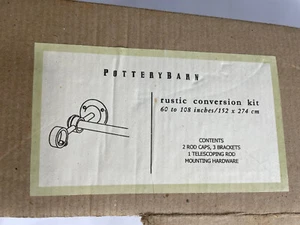 POTTERYBARN
rustic conversion kit
60 to 108 inches/152 x 274 cm
CONTENTS
2 ROD CAPS, 3 BRACKETS
1 TELESCOPING ROD
MOUNTING HARDWARE